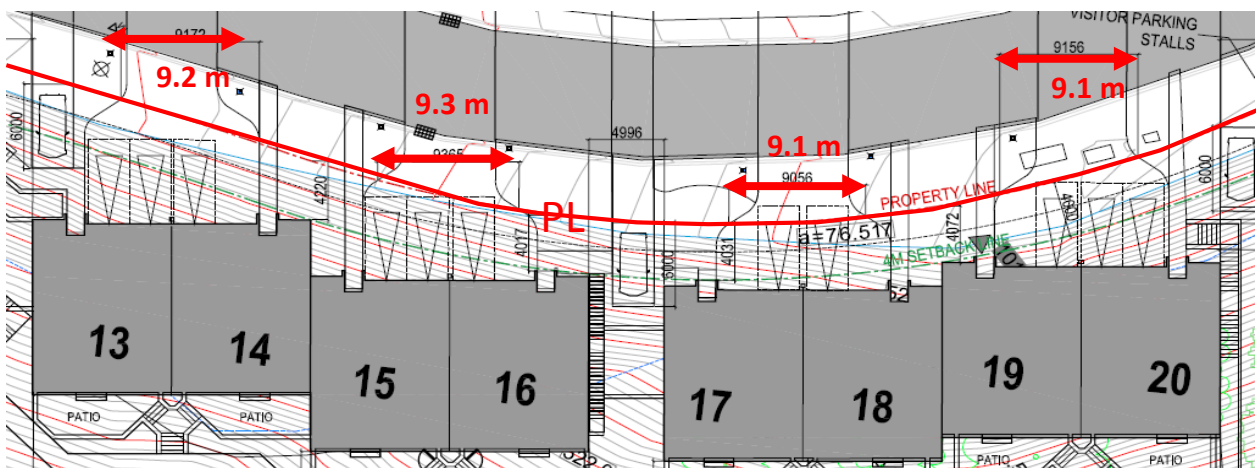 VISITOR PARKING
STALLS
9172
9156
9.2 m
9.1 m
9.3 m
9365
4996
9.1 m
9056
6000
6000
4220
PROPERTY LINE
PL
4017
4031
6000
a=76.517
4072
4M SETBACK LINE
13
14
15
16
17
18
19
20
PATIO
PATIO
PATIO
PATIO